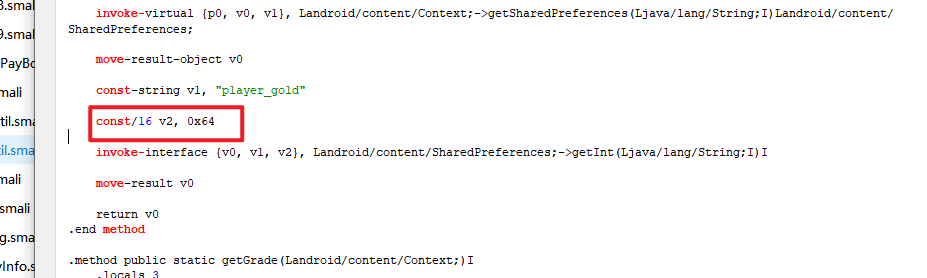 3.smal
9.smali
PayBo
mali
til.sma
til.smal
mali
smali
g.sma
yInfo.s
invoke-virtual {p0, v0, v1}, Landroid/content/Context;->getSharedPreferences(Ljava/lang/String;I)Landroid/content/
SharedPreferences;
move-result-object v0
const-string v1, "player_gold"
const/16 v2, 0x64
invoke-interface {v0, v1, v2}, Landroid/content/SharedPreferences;->getInt(Ljava/lang/String;I)I
move-result v0
return v0
.end method
.method public static getGrade(Landroid/content/Context;)I
.locals 3